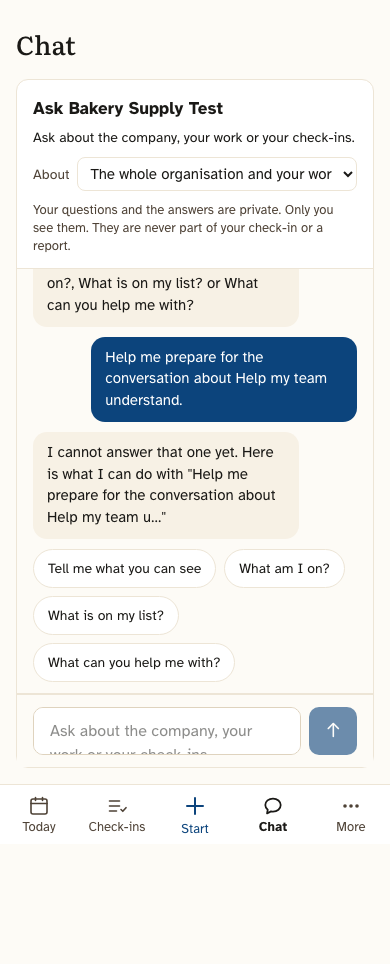 Chat
Ask Bakery Supply Test
Ask about the company, your work or your check-ins.
About
The whole organisation and your wor
Your questions and the answers are private. Only you
see them. They are never part of your check-in or a
report.
on?, What is on my list? or What
can you help me with?
Help me prepare for the
conversation about Help my team
understand.
I cannot answer that one yet. Here
is what I can do with "Help me
prepare for the conversation about
Help my team u..."
Tell me what you can see
What am I on?
What is on my list?
What can you help me with?
Ask about the company, your
work or your check-ins
Today
Check-ins
Start
Chat
More